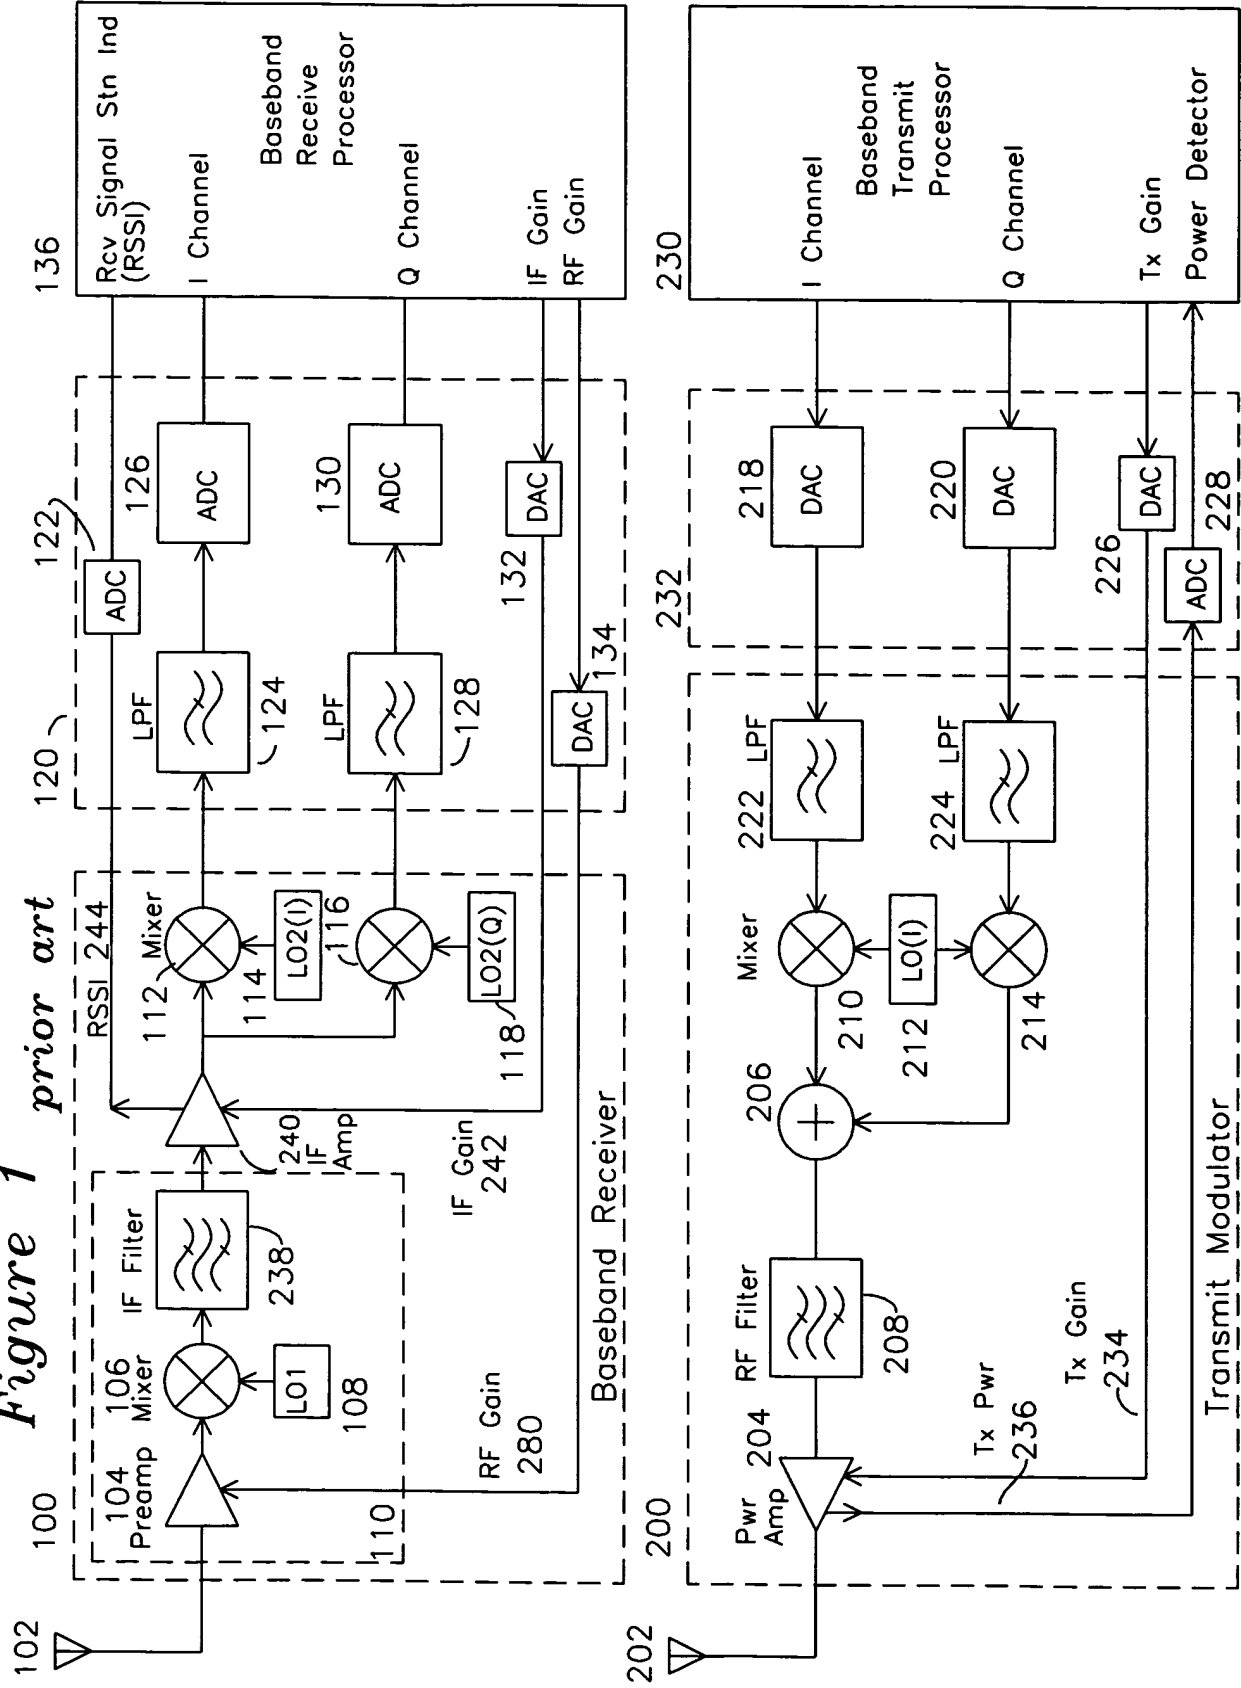 Figure 1
prior art
100
102
104
Preamp
106
Mixer
LO1
108
110
IF Filter
238
240
IF
Amp
RSSI 244
IF Gain
242
RF Gain
280
Mixer
112
114
LO2(I)
116
LO2(Q)
118
Baseband Receiver
120
122
ADC
LPF
124
126
ADC
LPF
128
130
ADC
132
DAC
134
DAC
136
Rcv Signal Stn Ind
(RSSI)
I Channel
Baseband
Receive
Processor
Q Channel
IF Gain
RF Gain
200
202
Pwr
Amp
204
RF Filter
208
206
Mixer
210
212
LO(I)
214
Tx Pwr
236
Tx Gain
234
Transmit Modulator
222 LPF
224 LPF
232
218
DAC
220
DAC
226
DAC
228
ADC
230
I Channel
Baseband
Transmit
Processor
Q Channel
Tx Gain
Power Detector